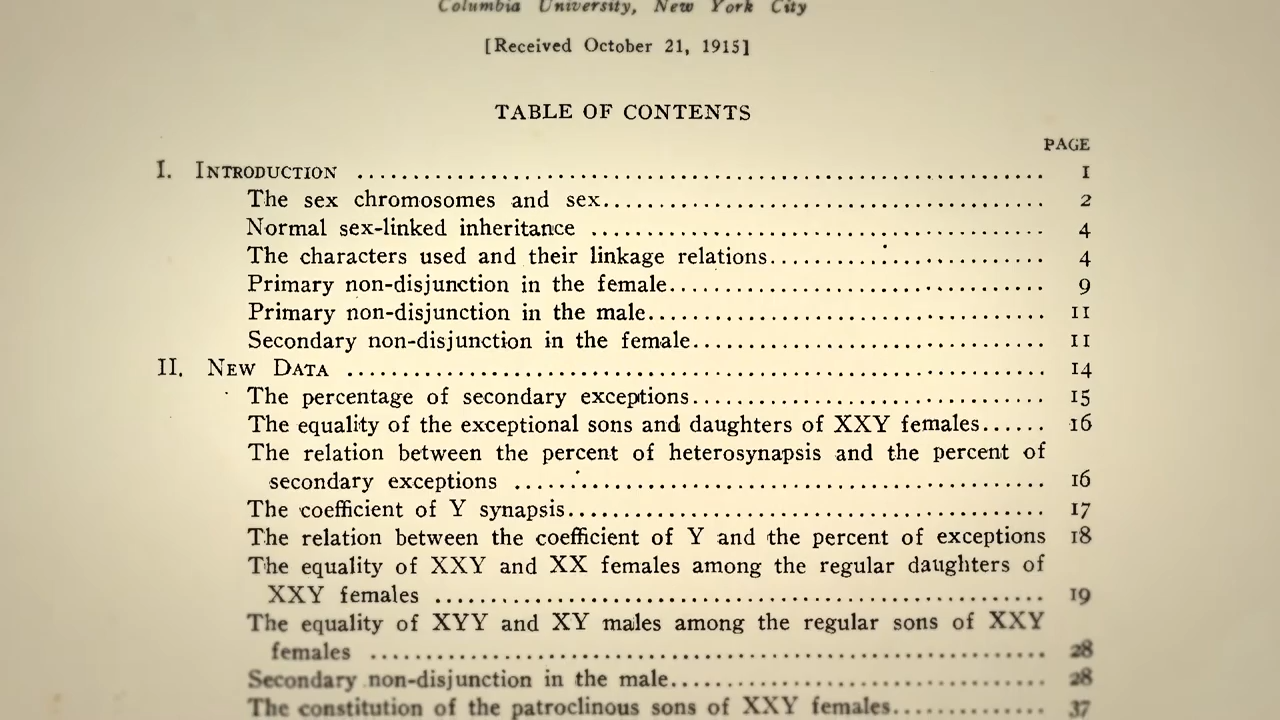 Columbia University, New York City
[Received October 21, 1915]
TABLE OF CONTENTS
PAGE
I. INTRODUCTION ........ 1
The sex chromosomes and sex........ 2
Normal sex-linked inheritance ........ 4
The characters used and their linkage relations........ 4
Primary non-disjunction in the female........ 9
Primary non-disjunction in the male........ 11
Secondary non-disjunction in the female........ 11
II. NEW DATA ........ 14
The percentage of secondary exceptions........ 15
The equality of the exceptional sons and daughters of XXY females...... 16
The relation between the percent of heterosynapsis and the percent of
secondary exceptions ........ 16
The coefficient of Y synapsis........ 17
The relation between the coefficient of Y and the percent of exceptions 18
The equality of XXY and XX females among the regular daughters of
XXY females ........ 19
The equality of XYY and XY males among the regular sons of XXY
females ........ 28
Secondary non-disjunction in the male........ 28
The constitution of the patroclinous sons of XXY females........ 37